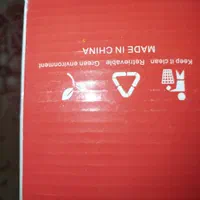 Keep it clean Retrievable Green environment
MADE IN CHINA